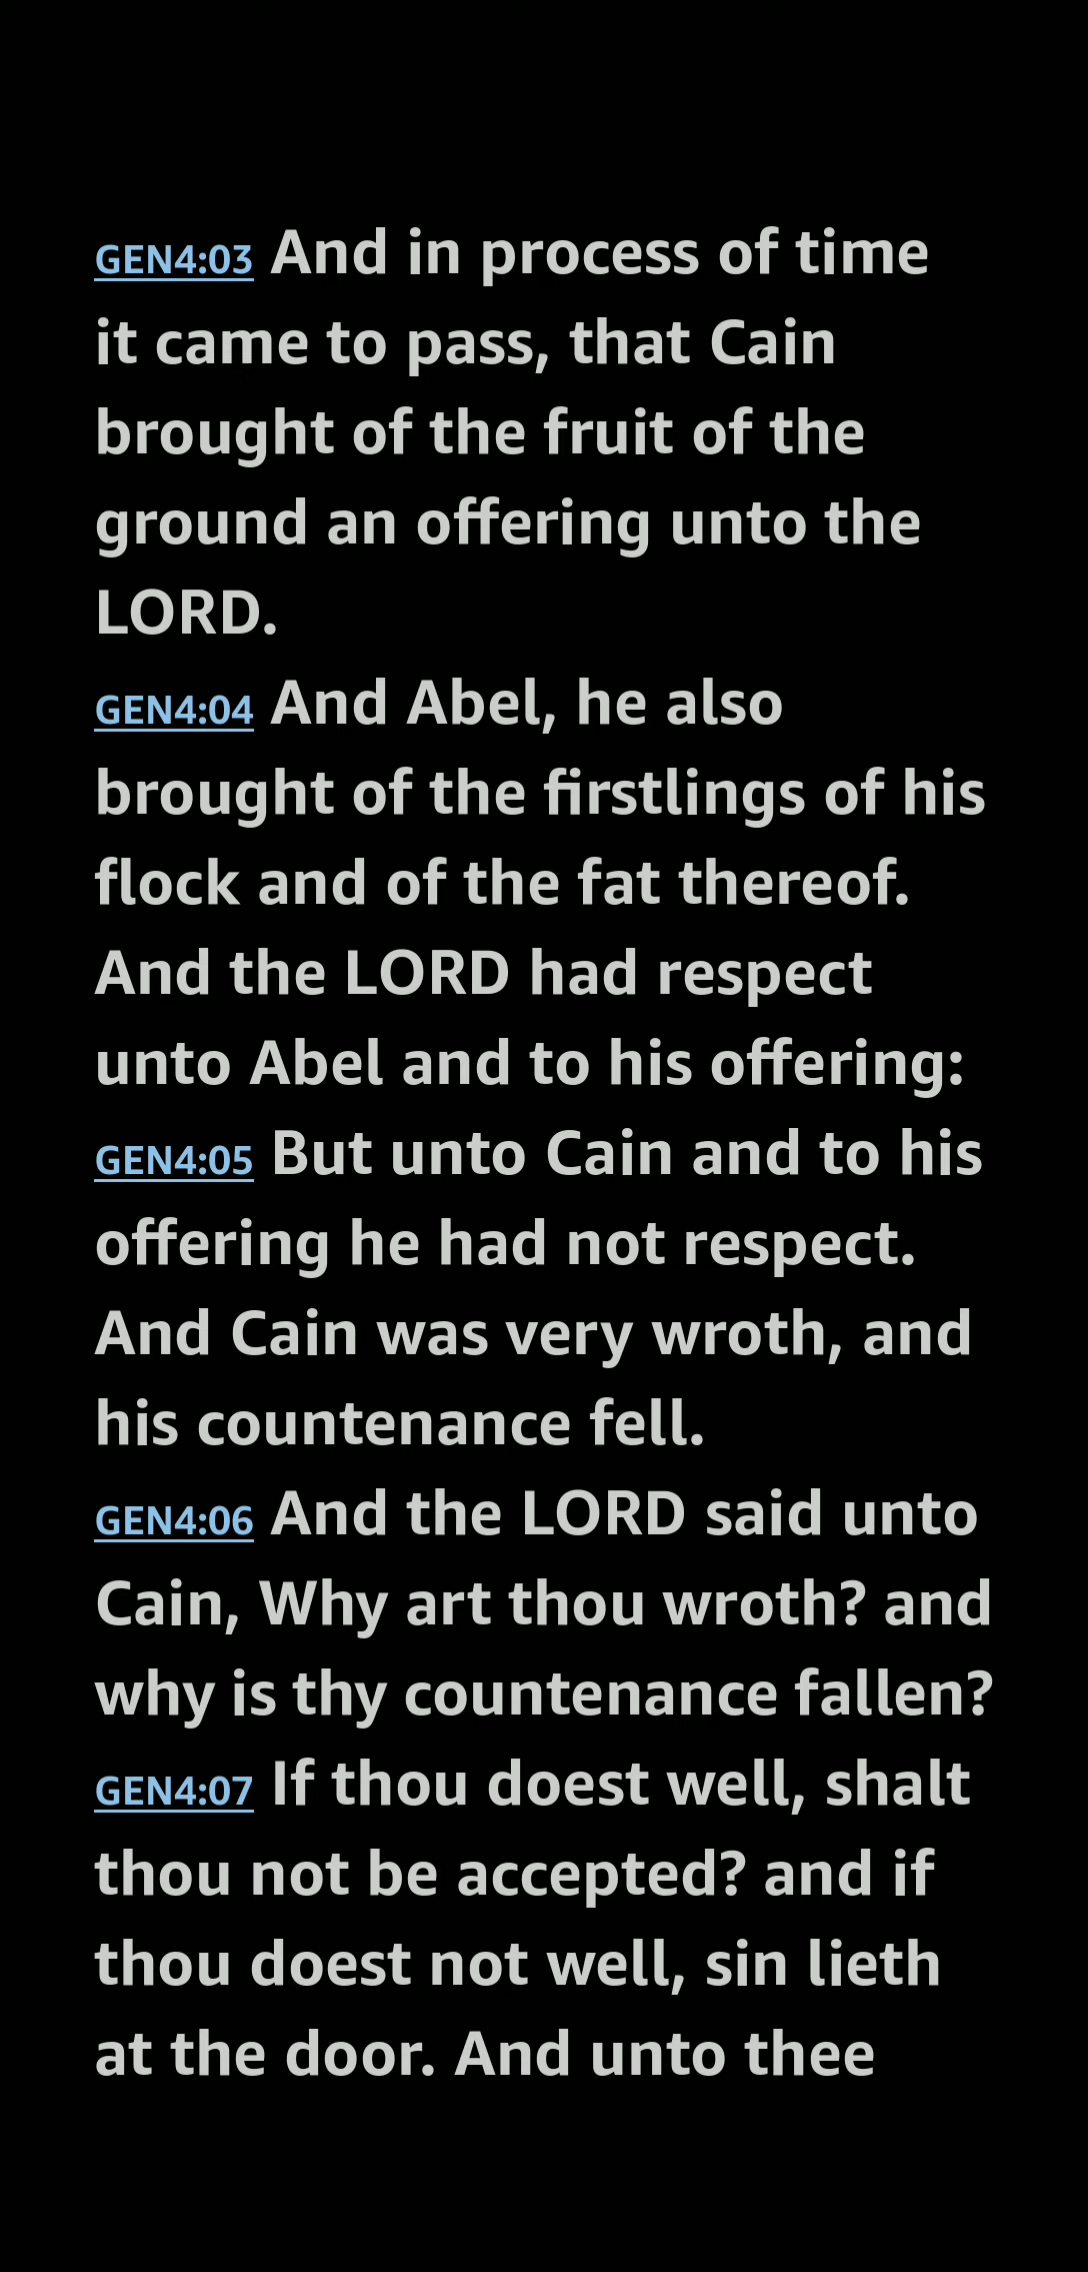 GEN4:03 And in process of time
it came to pass, that Cain
brought of the fruit of the
ground an offering unto the
LORD.
GEN4:04 And Abel, he also
brought of the firstlings of his
flock and of the fat thereof.
And the LORD had respect
unto Abel and to his offering:
GEN4:05 But unto Cain and to his
offering he had not respect.
And Cain was very wroth, and
his countenance fell.
GEN4:06 And the LORD said unto
Cain, Why art thou wroth? and
why is thy countenance fallen?
GEN4:07 If thou doest well, shalt
thou not be accepted? and if
thou doest not well, sin lieth
at the door. And unto thee